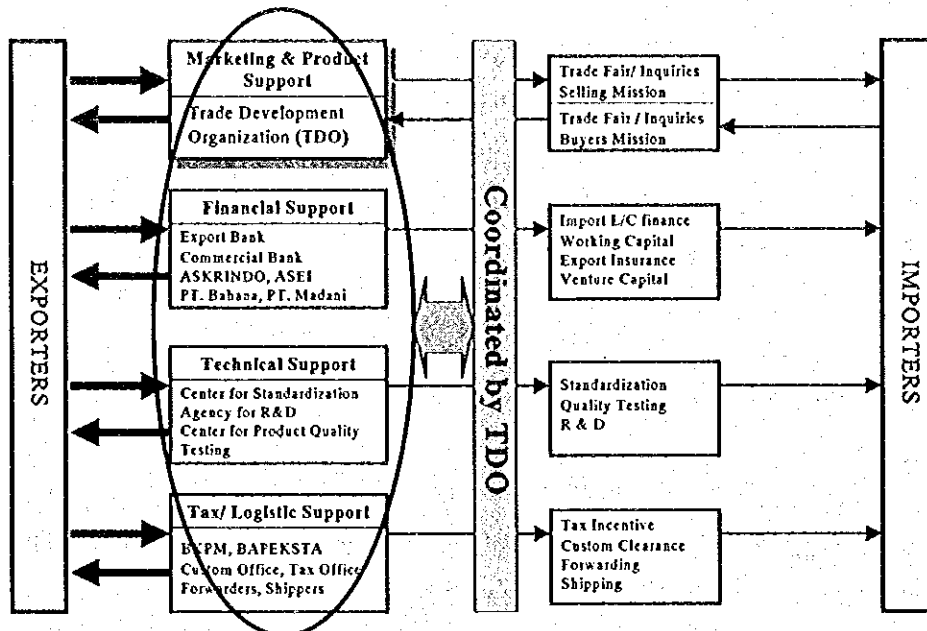 EXPORTERS
Marketing & Product
Support
Trade Development
Organization (TDO)
Financial Support
Export Bank
Commercial Bank
ASKRINDO, ASEI
PT. Bahana, PT. Madani
Technical Support
Center for Standardization
Agency for R&D
Center for Product Quality
Testing
Tax/ Logistic Support
BKPM, BAPEKSTA
Custom Office, Tax Office
Forwarders, Shippers
Coordinated by TDO
Trade Fair/ Inquiries
Selling Mission
Trade Fair / Inquiries
Buyers Mission
Import L/C finance
Working Capital
Export Insurance
Venture Capital
Standardization
Quality Testing
R & D
Tax Incentive
Custom Clearance
Forwarding
Shipping
IMPORTERS